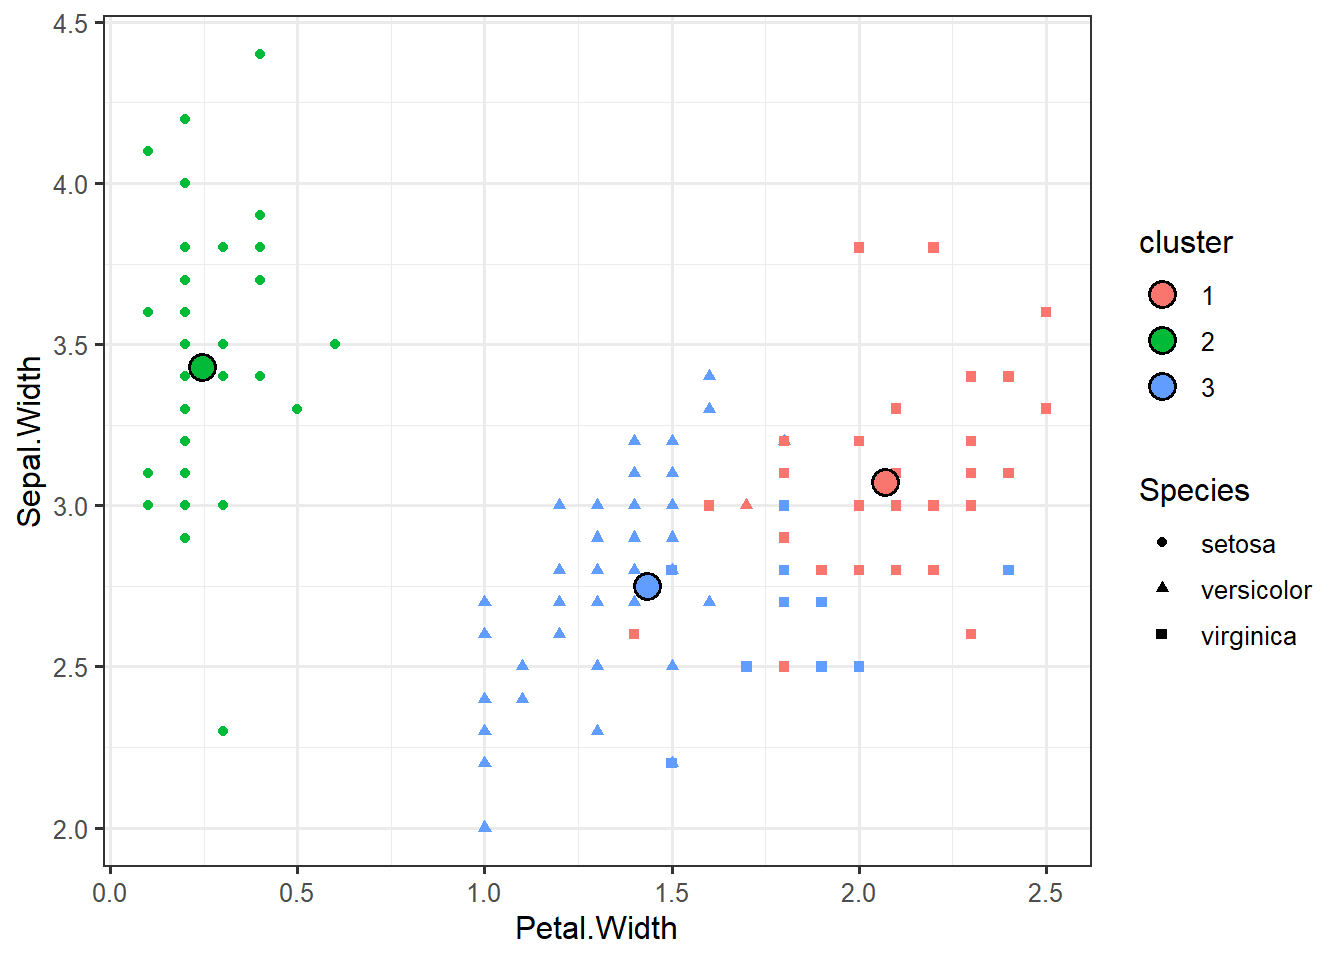 4.5
4.0
3.5
3.0
2.5
2.0
Sepal.Width
0.0 0.5 1.0 1.5 2.0 2.5
Petal.Width
cluster
1
2
3
Species
setosa
versicolor
virginica